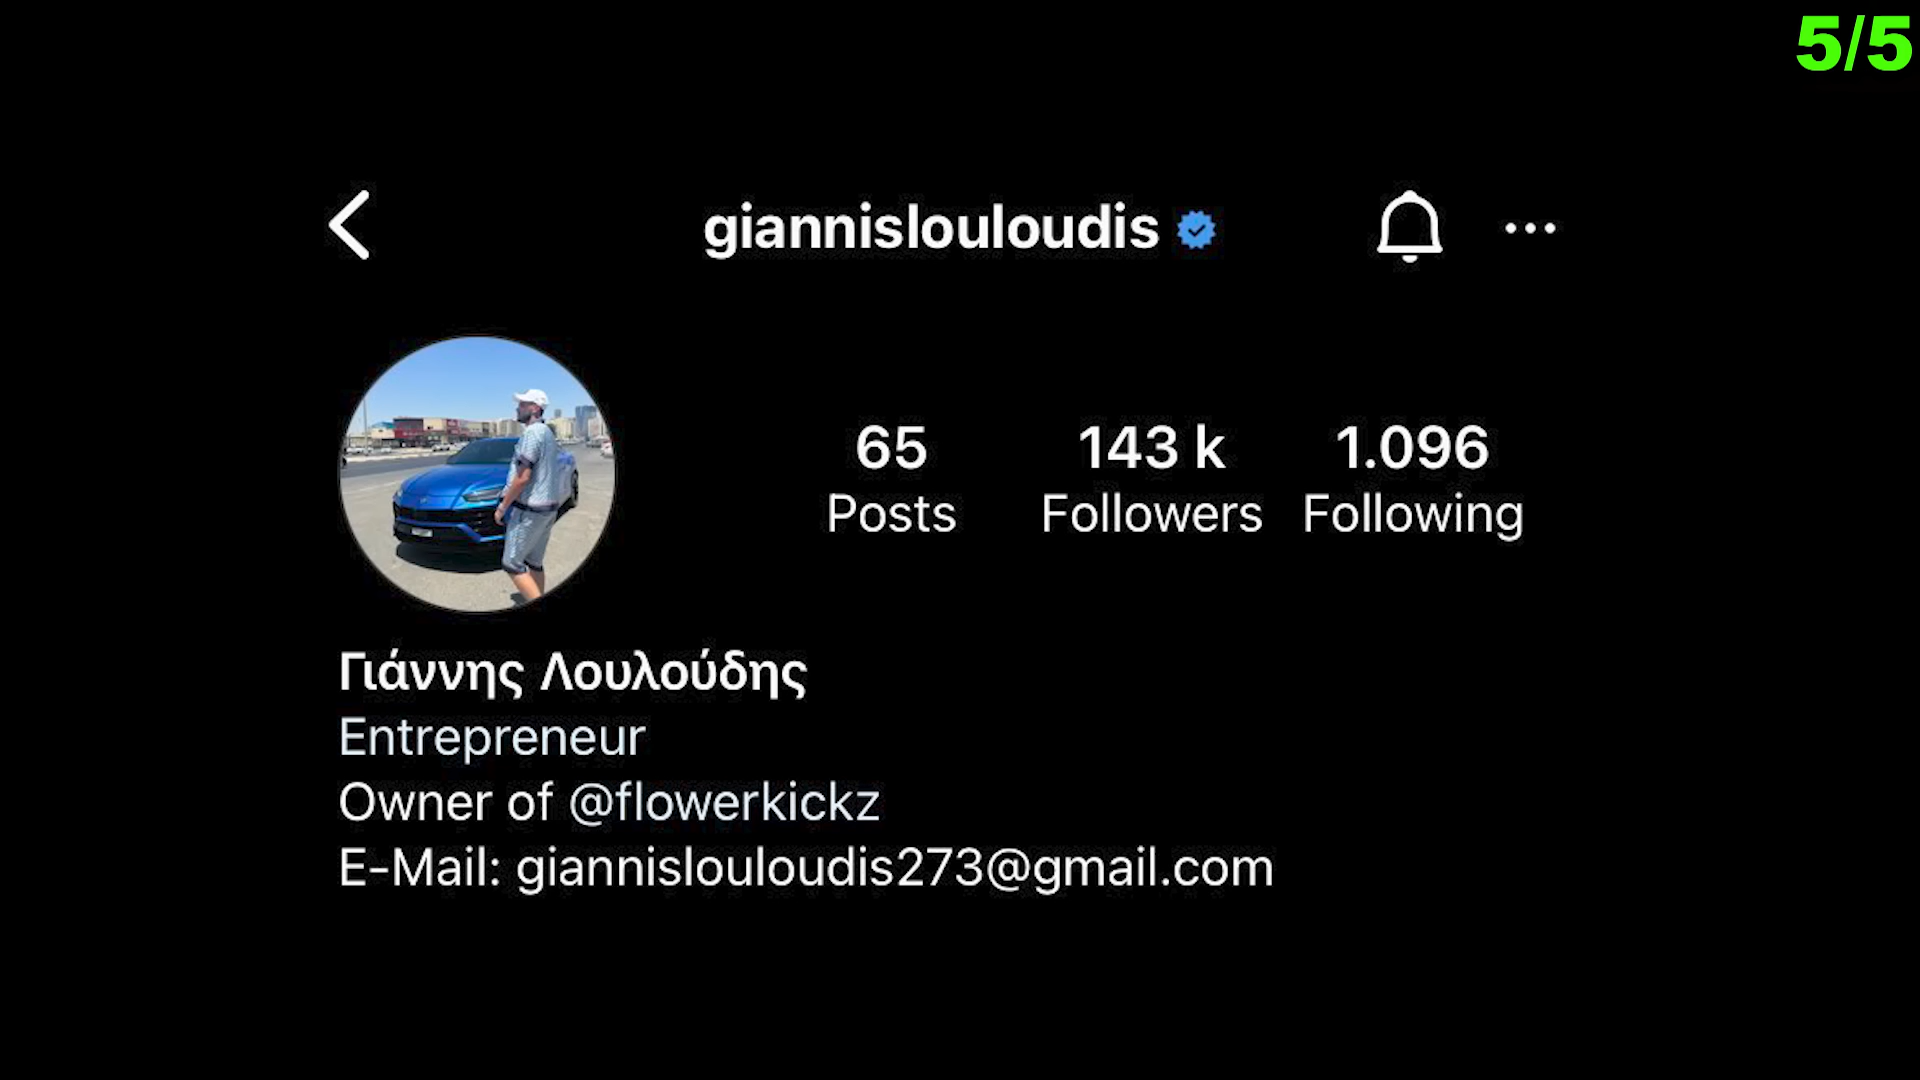 5/5
giannislouloudis
65 143 k 1.096
Posts Followers Following
Γιάννης Λουλούδης
Entrepreneur
Owner of @flowerkickz
E-Mail: giannislouloudis273@gmail.com